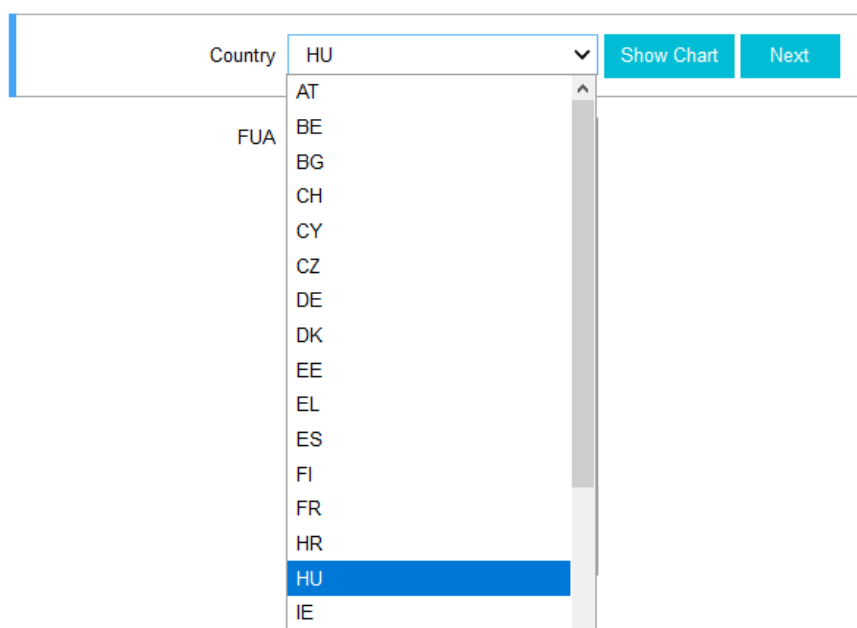 Country HU Show Chart Next
AT
FUA BE
BG
CH
CY
CZ
DE
DK
EE
EL
ES
FI
FR
HR
HU
IE